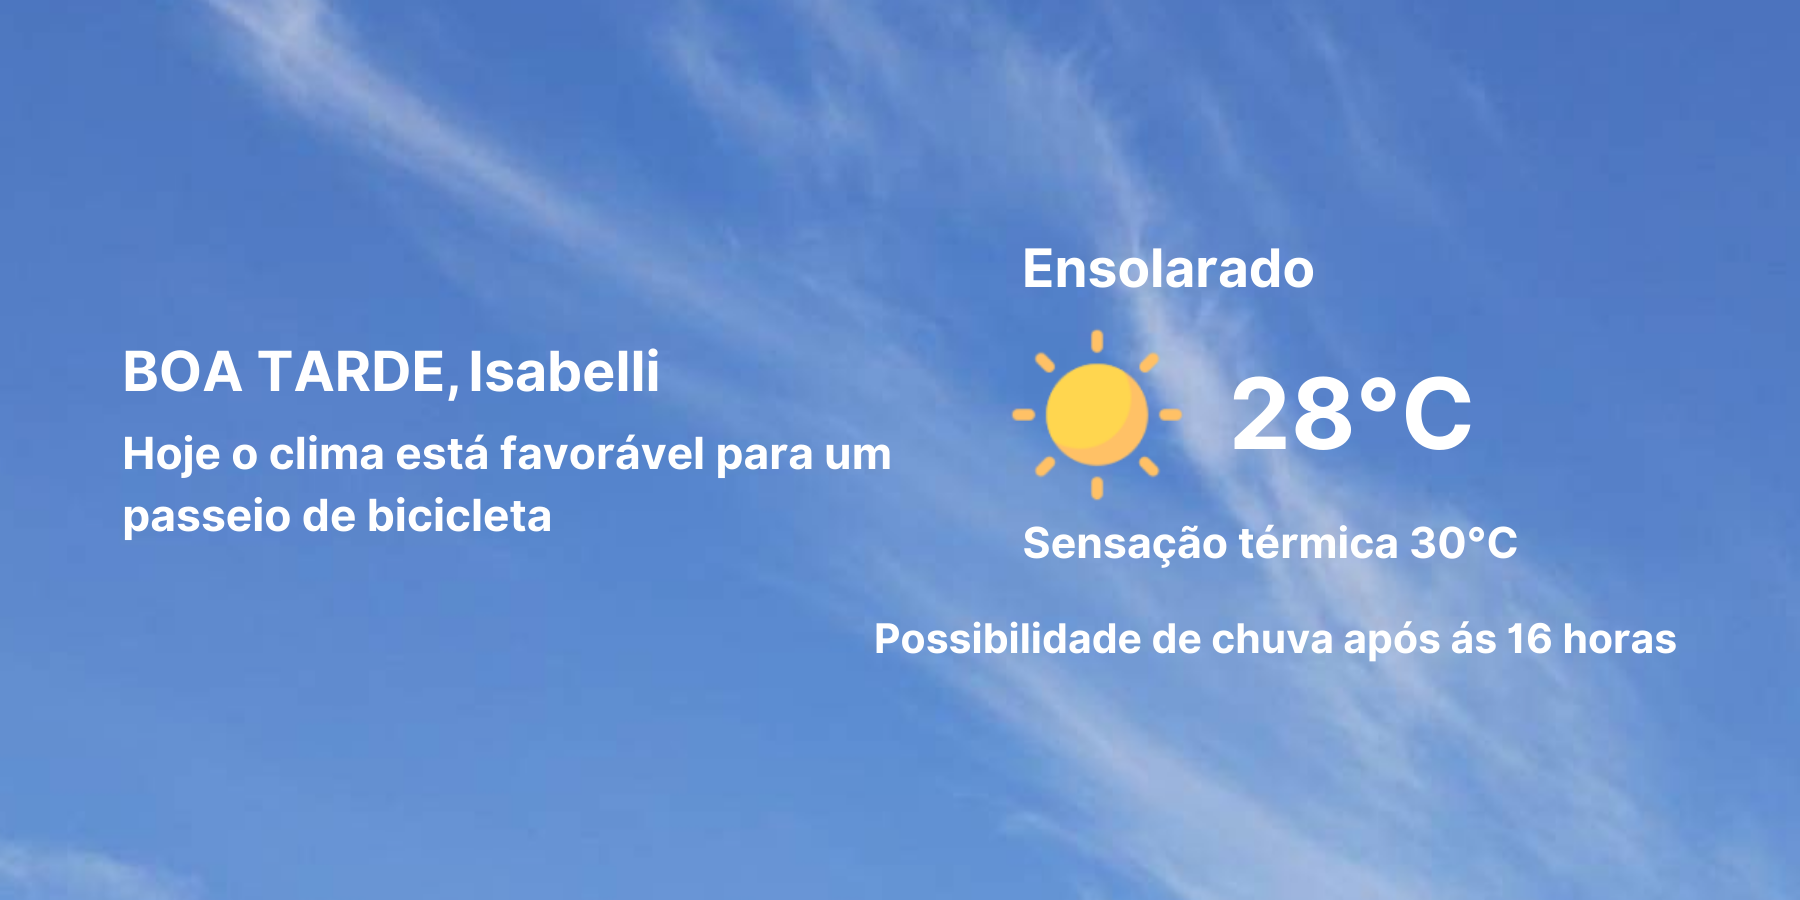 BOA TARDE, Isabelli
Hoje o clima está favorável para um
passeio de bicicleta
Ensolarado
28°C
Sensação térmica 30°C
Possibilidade de chuva após ás 16 horas